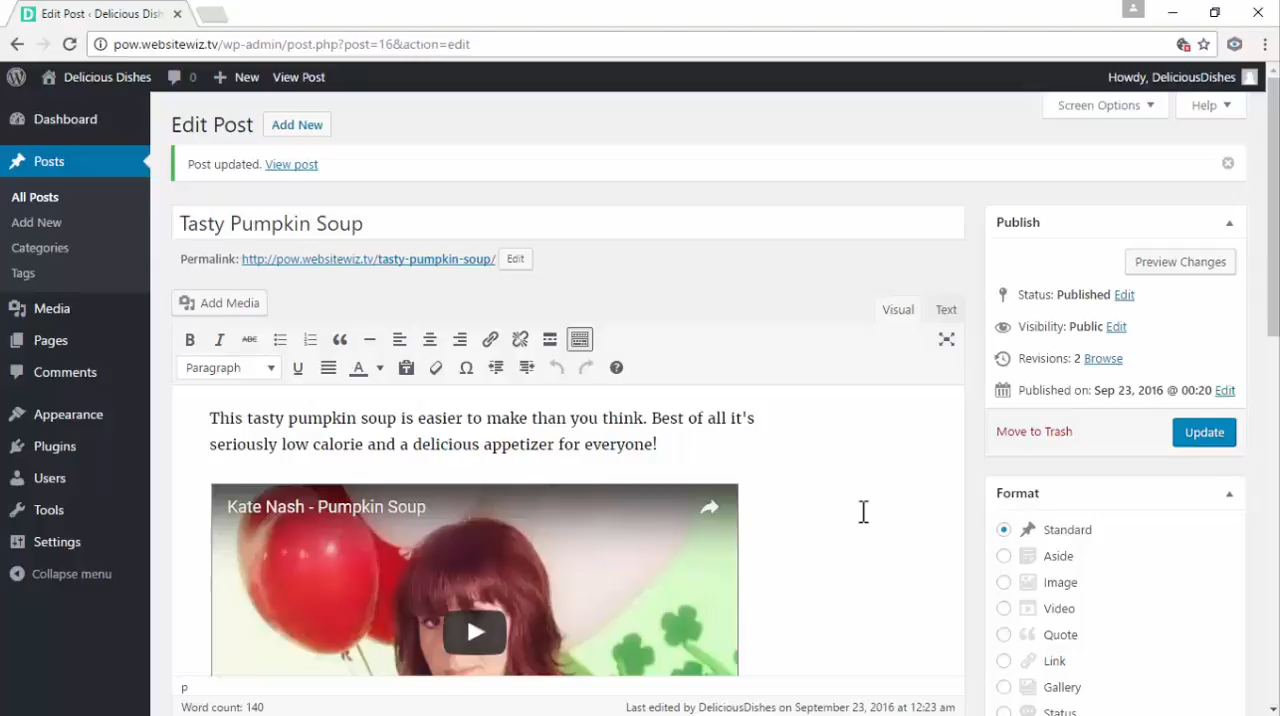 Edit Post ‹ Delicious Dish
pow.websitewiz.tv/wp-admin/post.php?post=16&action=edit
Delicious Dishes 0 New View Post Howdy, DeliciousDishes
Screen Options Help
Dashboard
Posts
All Posts
Add New
Categories
Tags
Media
Pages
Comments
Appearance
Plugins
Users
Tools
Settings
Collapse menu
Edit Post Add New
Post updated. View post
Tasty Pumpkin Soup
Permalink: http://pow.websitewiz.tv/tasty-pumpkin-soup/ Edit
Add Media
Visual Text
B I ABC
Paragraph U A Ω
This tasty pumpkin soup is easier to make than you think. Best of all it's
seriously low calorie and a delicious appetizer for everyone!
Kate Nash - Pumpkin Soup
p
Word count: 140 Last edited by DeliciousDishes on September 23, 2016 at 12:23 am
Publish
Preview Changes
Status: Published Edit
Visibility: Public Edit
Revisions: 2 Browse
Published on: Sep 23, 2016 @ 00:20 Edit
Move to Trash Update
Format
Standard
Aside
Image
Video
Quote
Link
Gallery
Status